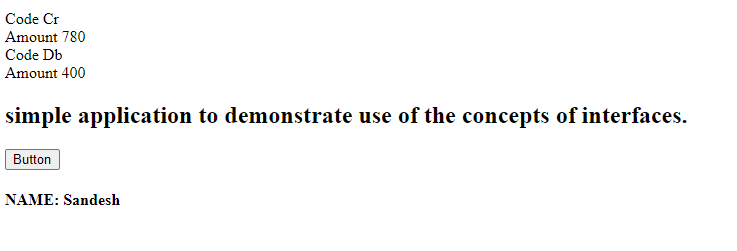 Code Cr
Amount 780
Code Db
Amount 400
simple application to demonstrate use of the concepts of interfaces.
Button
NAME: Sandesh